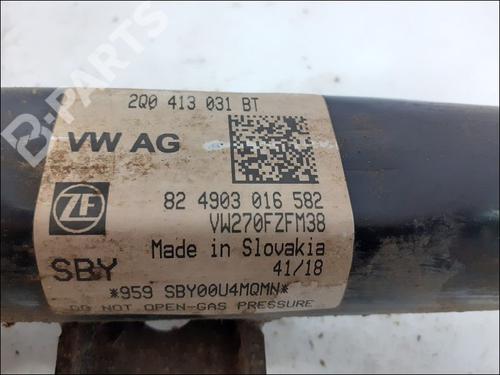 B-PARTS
2Q0 413 031 BT
VW AG
82 4903 016 582
VW270FZFM38
ZF
Made in Slovakia
SBY
41/18
*959 SBY00U4MQMN*
DO NOT OPEN-GAS PRESSURE